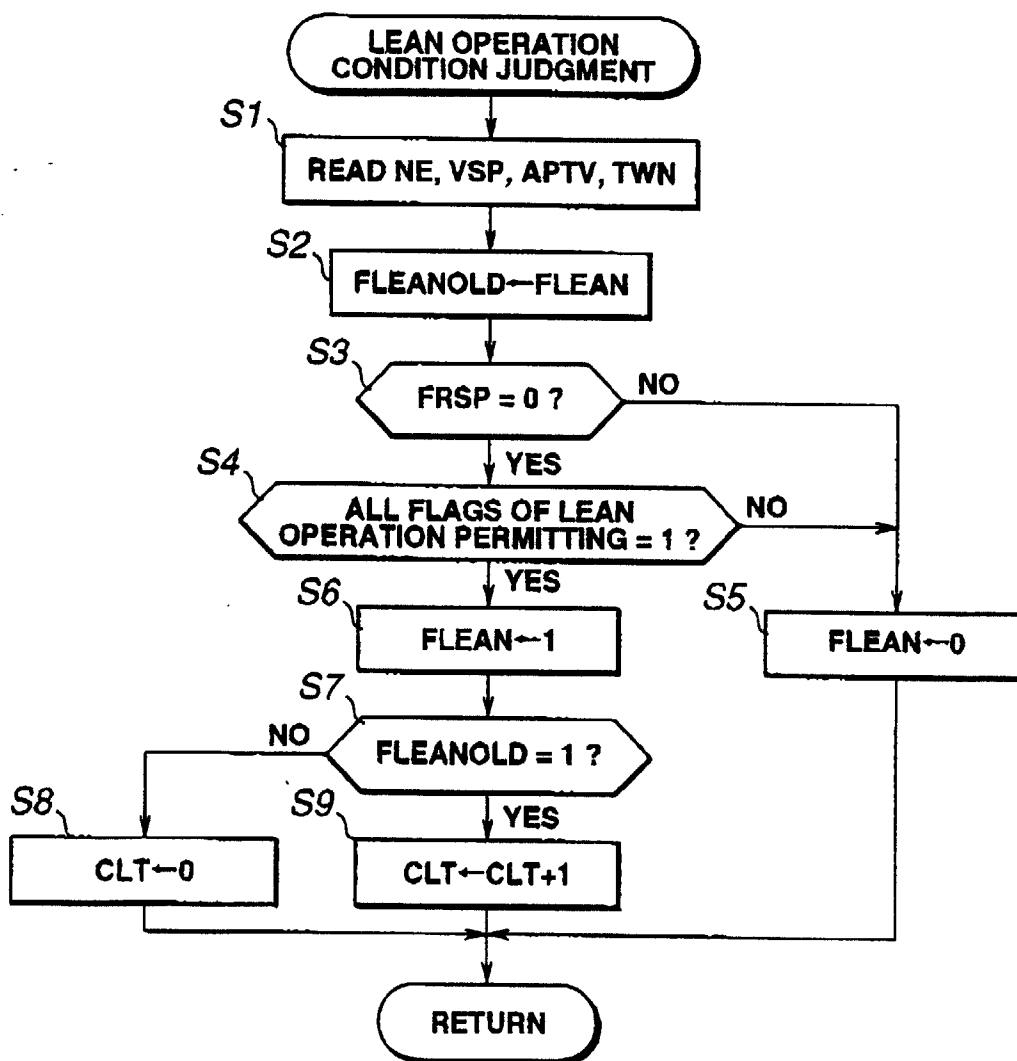 LEAN OPERATION
CONDITION JUDGMENT
S1
READ NE, VSP, APTV, TWN
S2
FLEANOLD←FLEAN
S3
FRSP = 0 ?
NO
YES
S4
ALL FLAGS OF LEAN
OPERATION PERMITTING = 1 ?
NO
YES
S6
FLEAN←1
S5
FLEAN←0
S7
FLEANOLD = 1 ?
NO
YES
S8
CLT←0
S9
CLT←CLT+1
RETURN